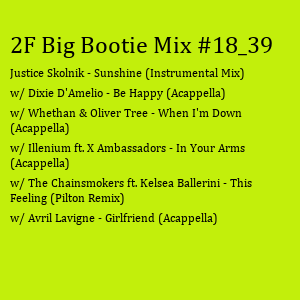 2F Big Bootie Mix #18_39
Justice Skolnik - Sunshine (Instrumental Mix)
w/ Dixie D'Amelio - Be Happy (Acappella)
w/ Whethan & Oliver Tree - When I'm Down
(Acappella)
w/ Illenium ft. X Ambassadors - In Your Arms
(Acappella)
w/ The Chainsmokers ft. Kelsea Ballerini - This
Feeling (Pilton Remix)
w/ Avril Lavigne - Girlfriend (Acappella)